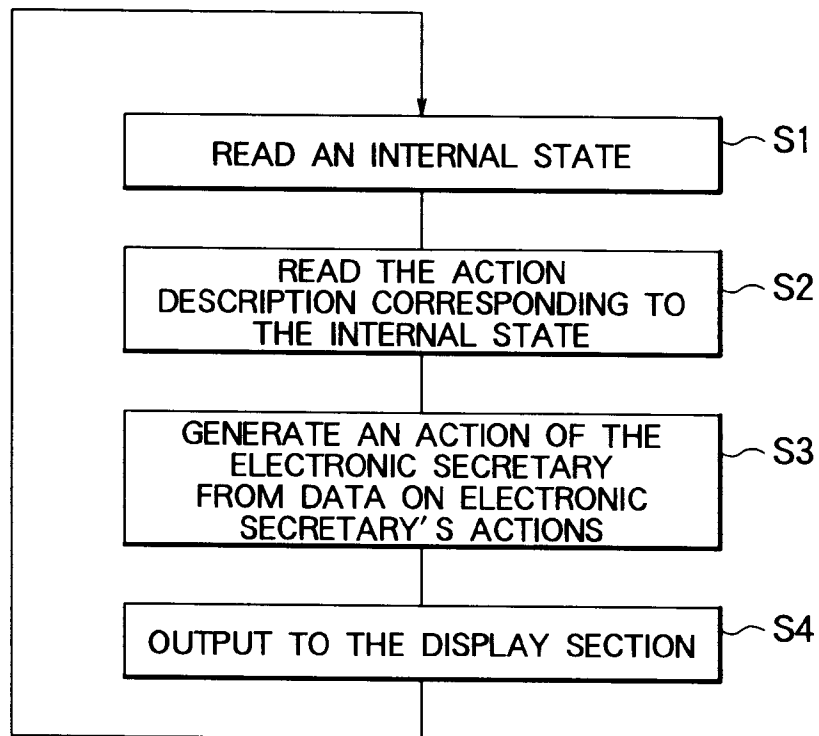 READ AN INTERNAL STATE
S1
READ THE ACTION
DESCRIPTION CORRESPONDING TO
THE INTERNAL STATE
S2
GENERATE AN ACTION OF THE
ELECTRONIC SECRETARY
FROM DATA ON ELECTRONIC
SECRETARY'S ACTIONS
S3
OUTPUT TO THE DISPLAY SECTION
S4